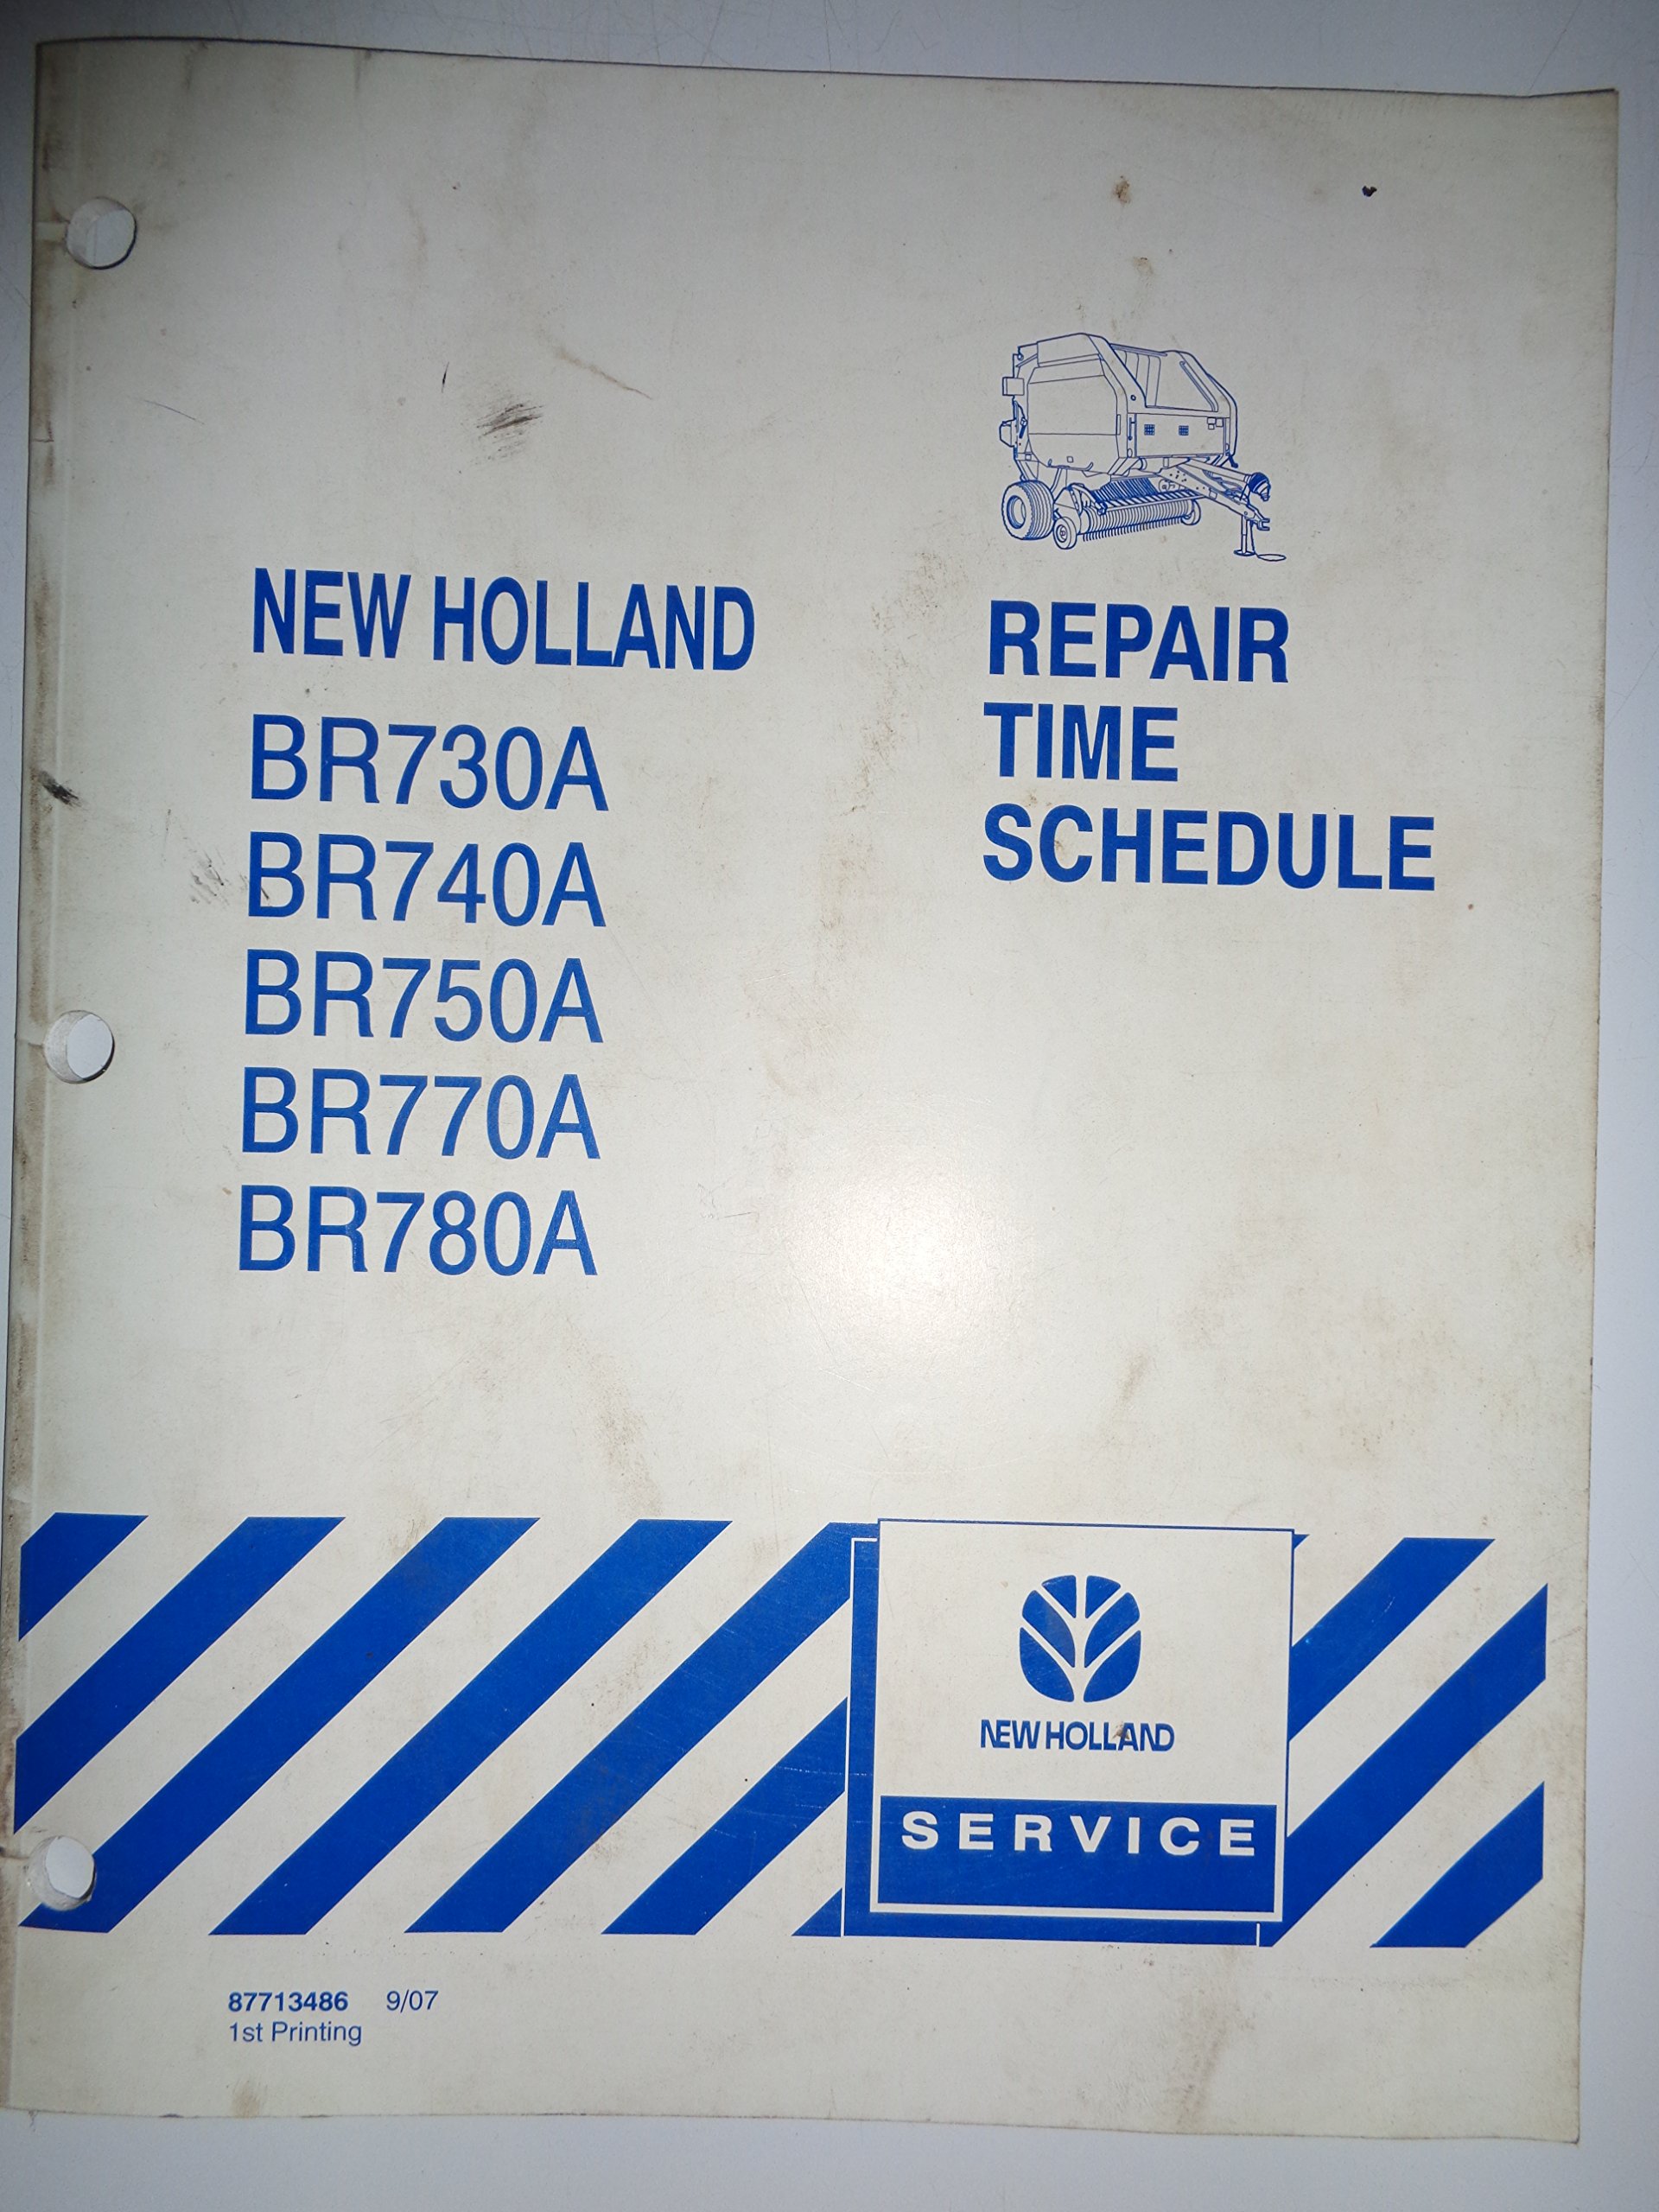 NEW HOLLAND
BR730A
BR740A
BR750A
BR770A
BR780A
REPAIR
TIME
SCHEDULE
NEW HOLLAND
SERVICE
87713486 9/07
1st Printing